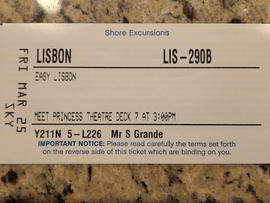 Shore Excursions
LISBON LIS-290B
EASY LISBON
MEET PRINCESS THEATRE DECK 7 AT 3:00PM
Y211N 5-L226 Mr S Grande
IMPORTANT NOTICE: Please read carefully the terms set forth
on the reverse side of this ticket which are binding on you.
FRI MAR 25
SKY